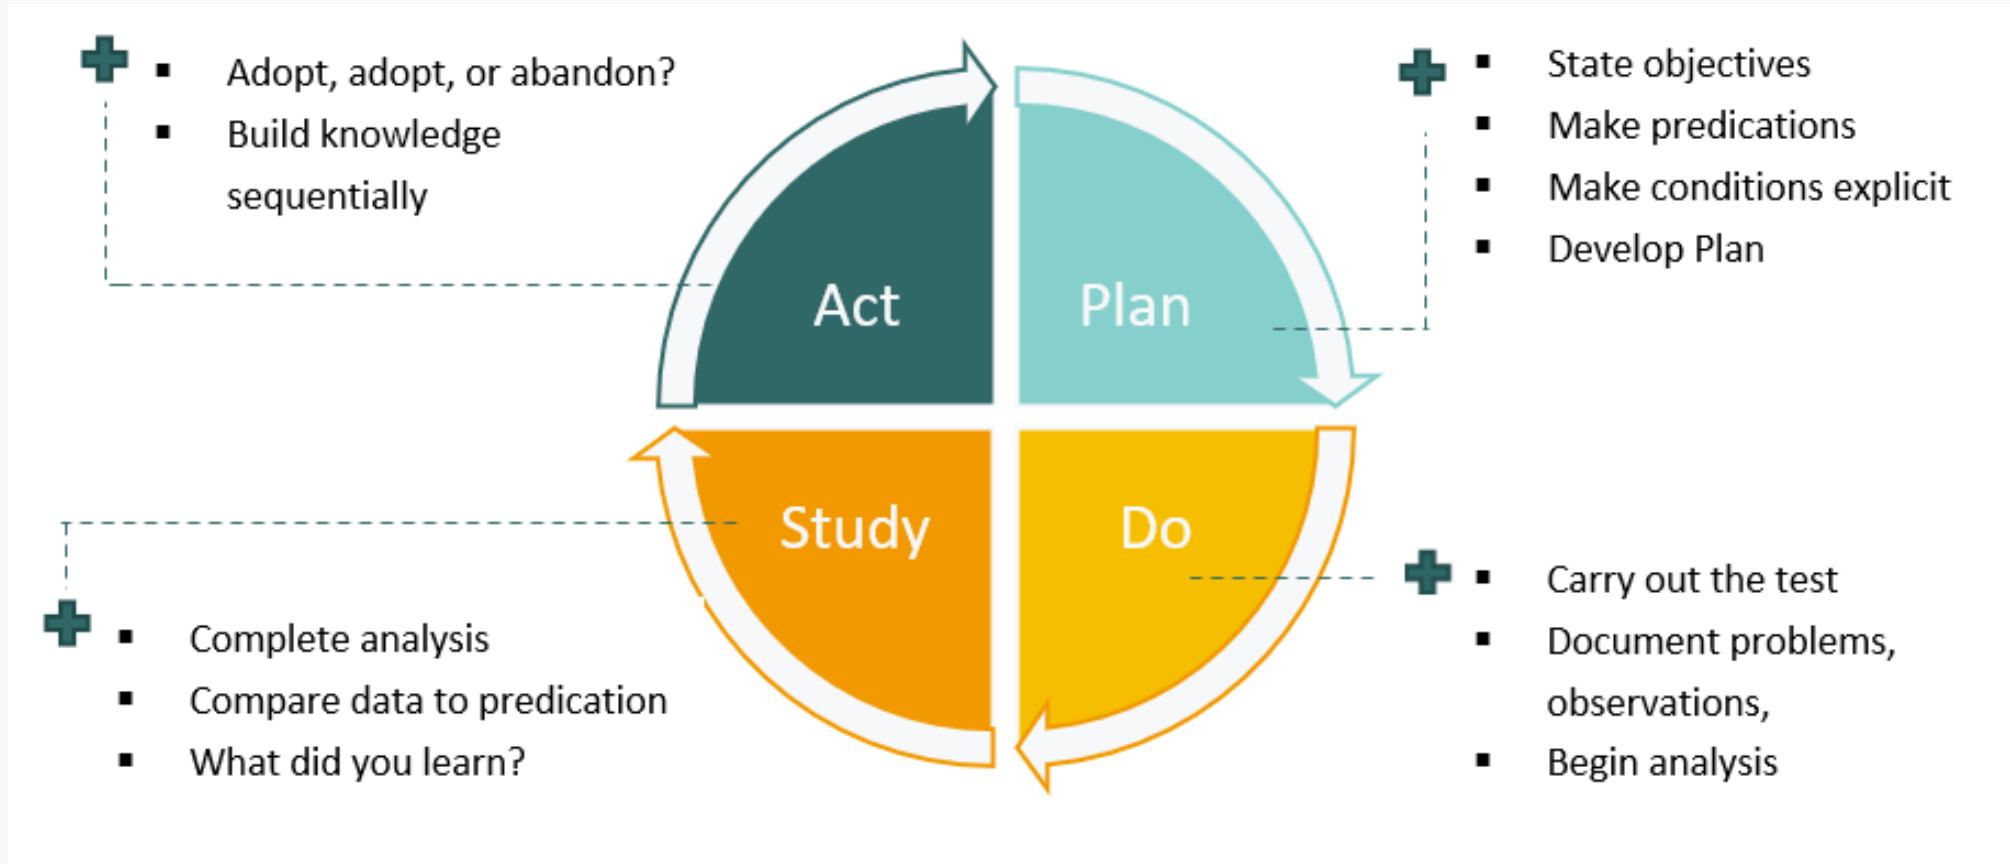 Adopt, adopt, or abandon?
Build knowledge
sequentially
Act
Plan
State objectives
Make predications
Make conditions explicit
Develop Plan
Study
Do
Complete analysis
Compare data to predication
What did you learn?
Carry out the test
Document problems,
observations,
Begin analysis